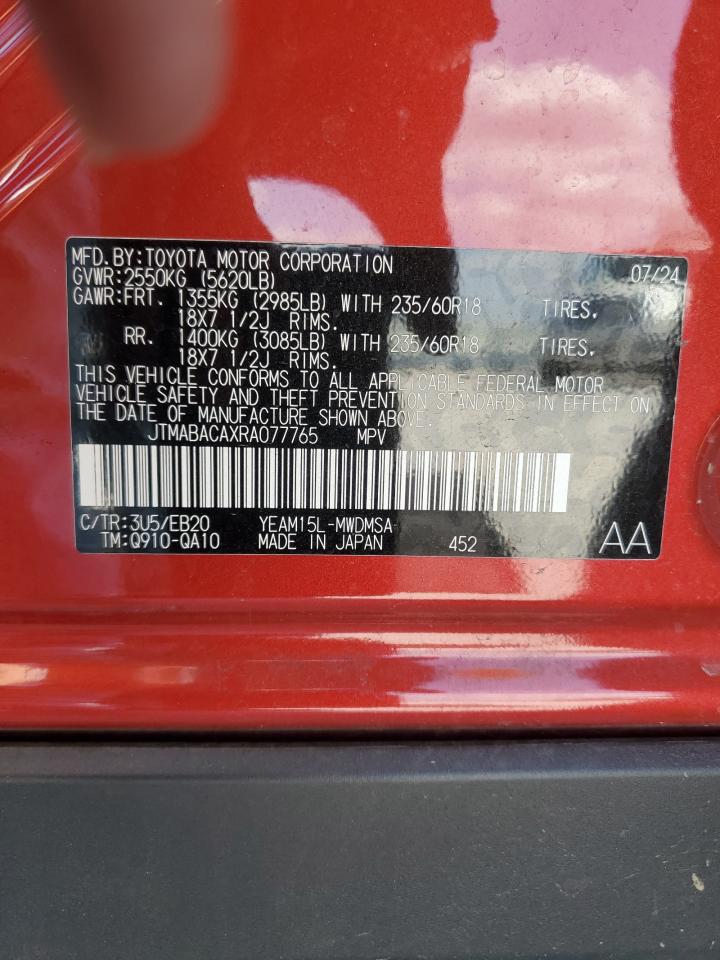 MFD.BY:TOYOTA MOTOR CORPORATION 07/24
GVWR:2550KG (5620LB)
GAWR:FRT. 1355KG (2985LB) WITH 235/60R18 TIRES,
18X7 1/2J RIMS.
RR. 1400KG (3085LB) WITH 235/60R18 TIRES,
18X7 1/2J RIMS.
THIS VEHICLE CONFORMS TO ALL APPLICABLE FEDERAL MOTOR
VEHICLE SAFETY AND THEFT PREVENTION STANDARDS IN EFFECT ON
THE DATE OF MANUFACTURE SHOWN ABOVE.
JTMABACAXRA077765 MPV
C/TR:3U5/EB20 YEAM15L-MWDMSA
TM:Q910-QA10 MADE IN JAPAN 452 AA